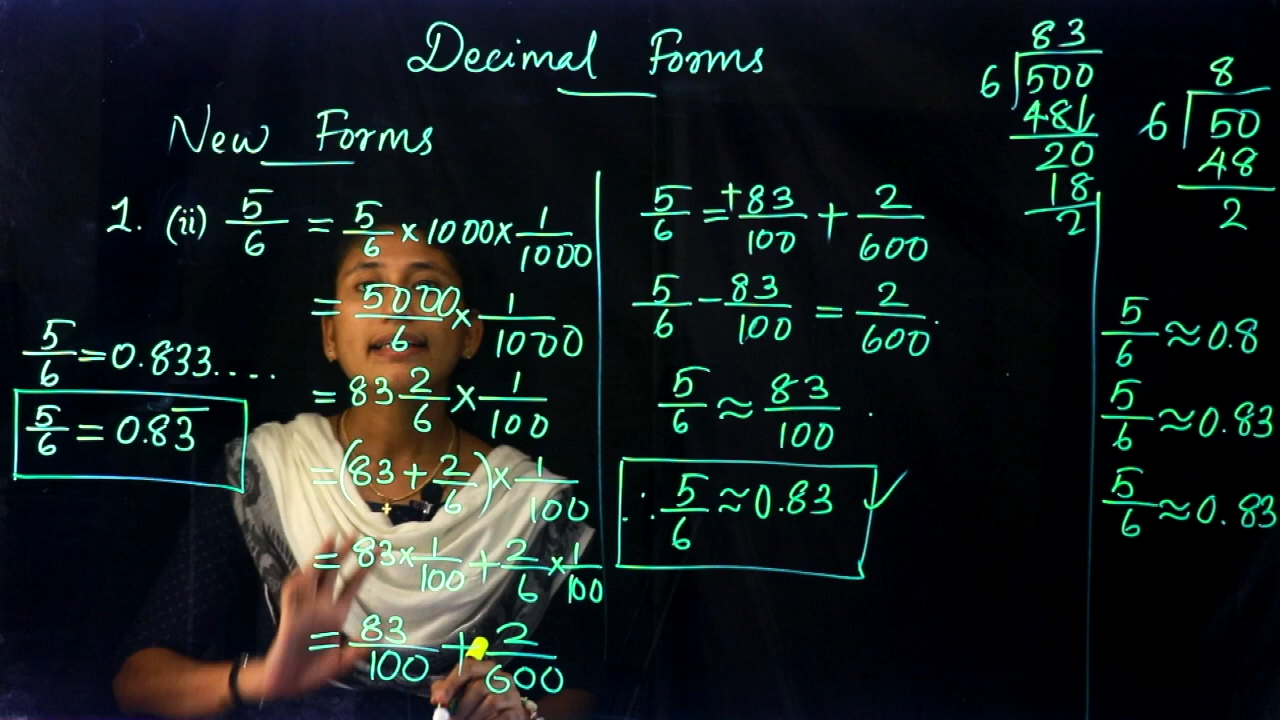 Decimal Forms
New Forms
1. (ii) 5/6 = 5/6 × 1000 × 1/1000
= 5000/6 × 1/1000
= 83 2/6 × 1/100
= (83 + 2/6) × 1/100
= 83 × 1/100 + 2/6 × 1/100
= 83/100 + 2/600
5/6 = 0.833....
5/6 = 0.83̅
5/6 = +83/100 + 2/600
5/6 − 83/100 = 2/600.
5/6 ≈ 83/100.
∴ 5/6 ≈ 0.83 ✓
83
6 500
48↓
20
18
2
8
6 50
48
2
5/6 ≈ 0.8
5/6 ≈ 0.83
5/6 ≈ 0.83